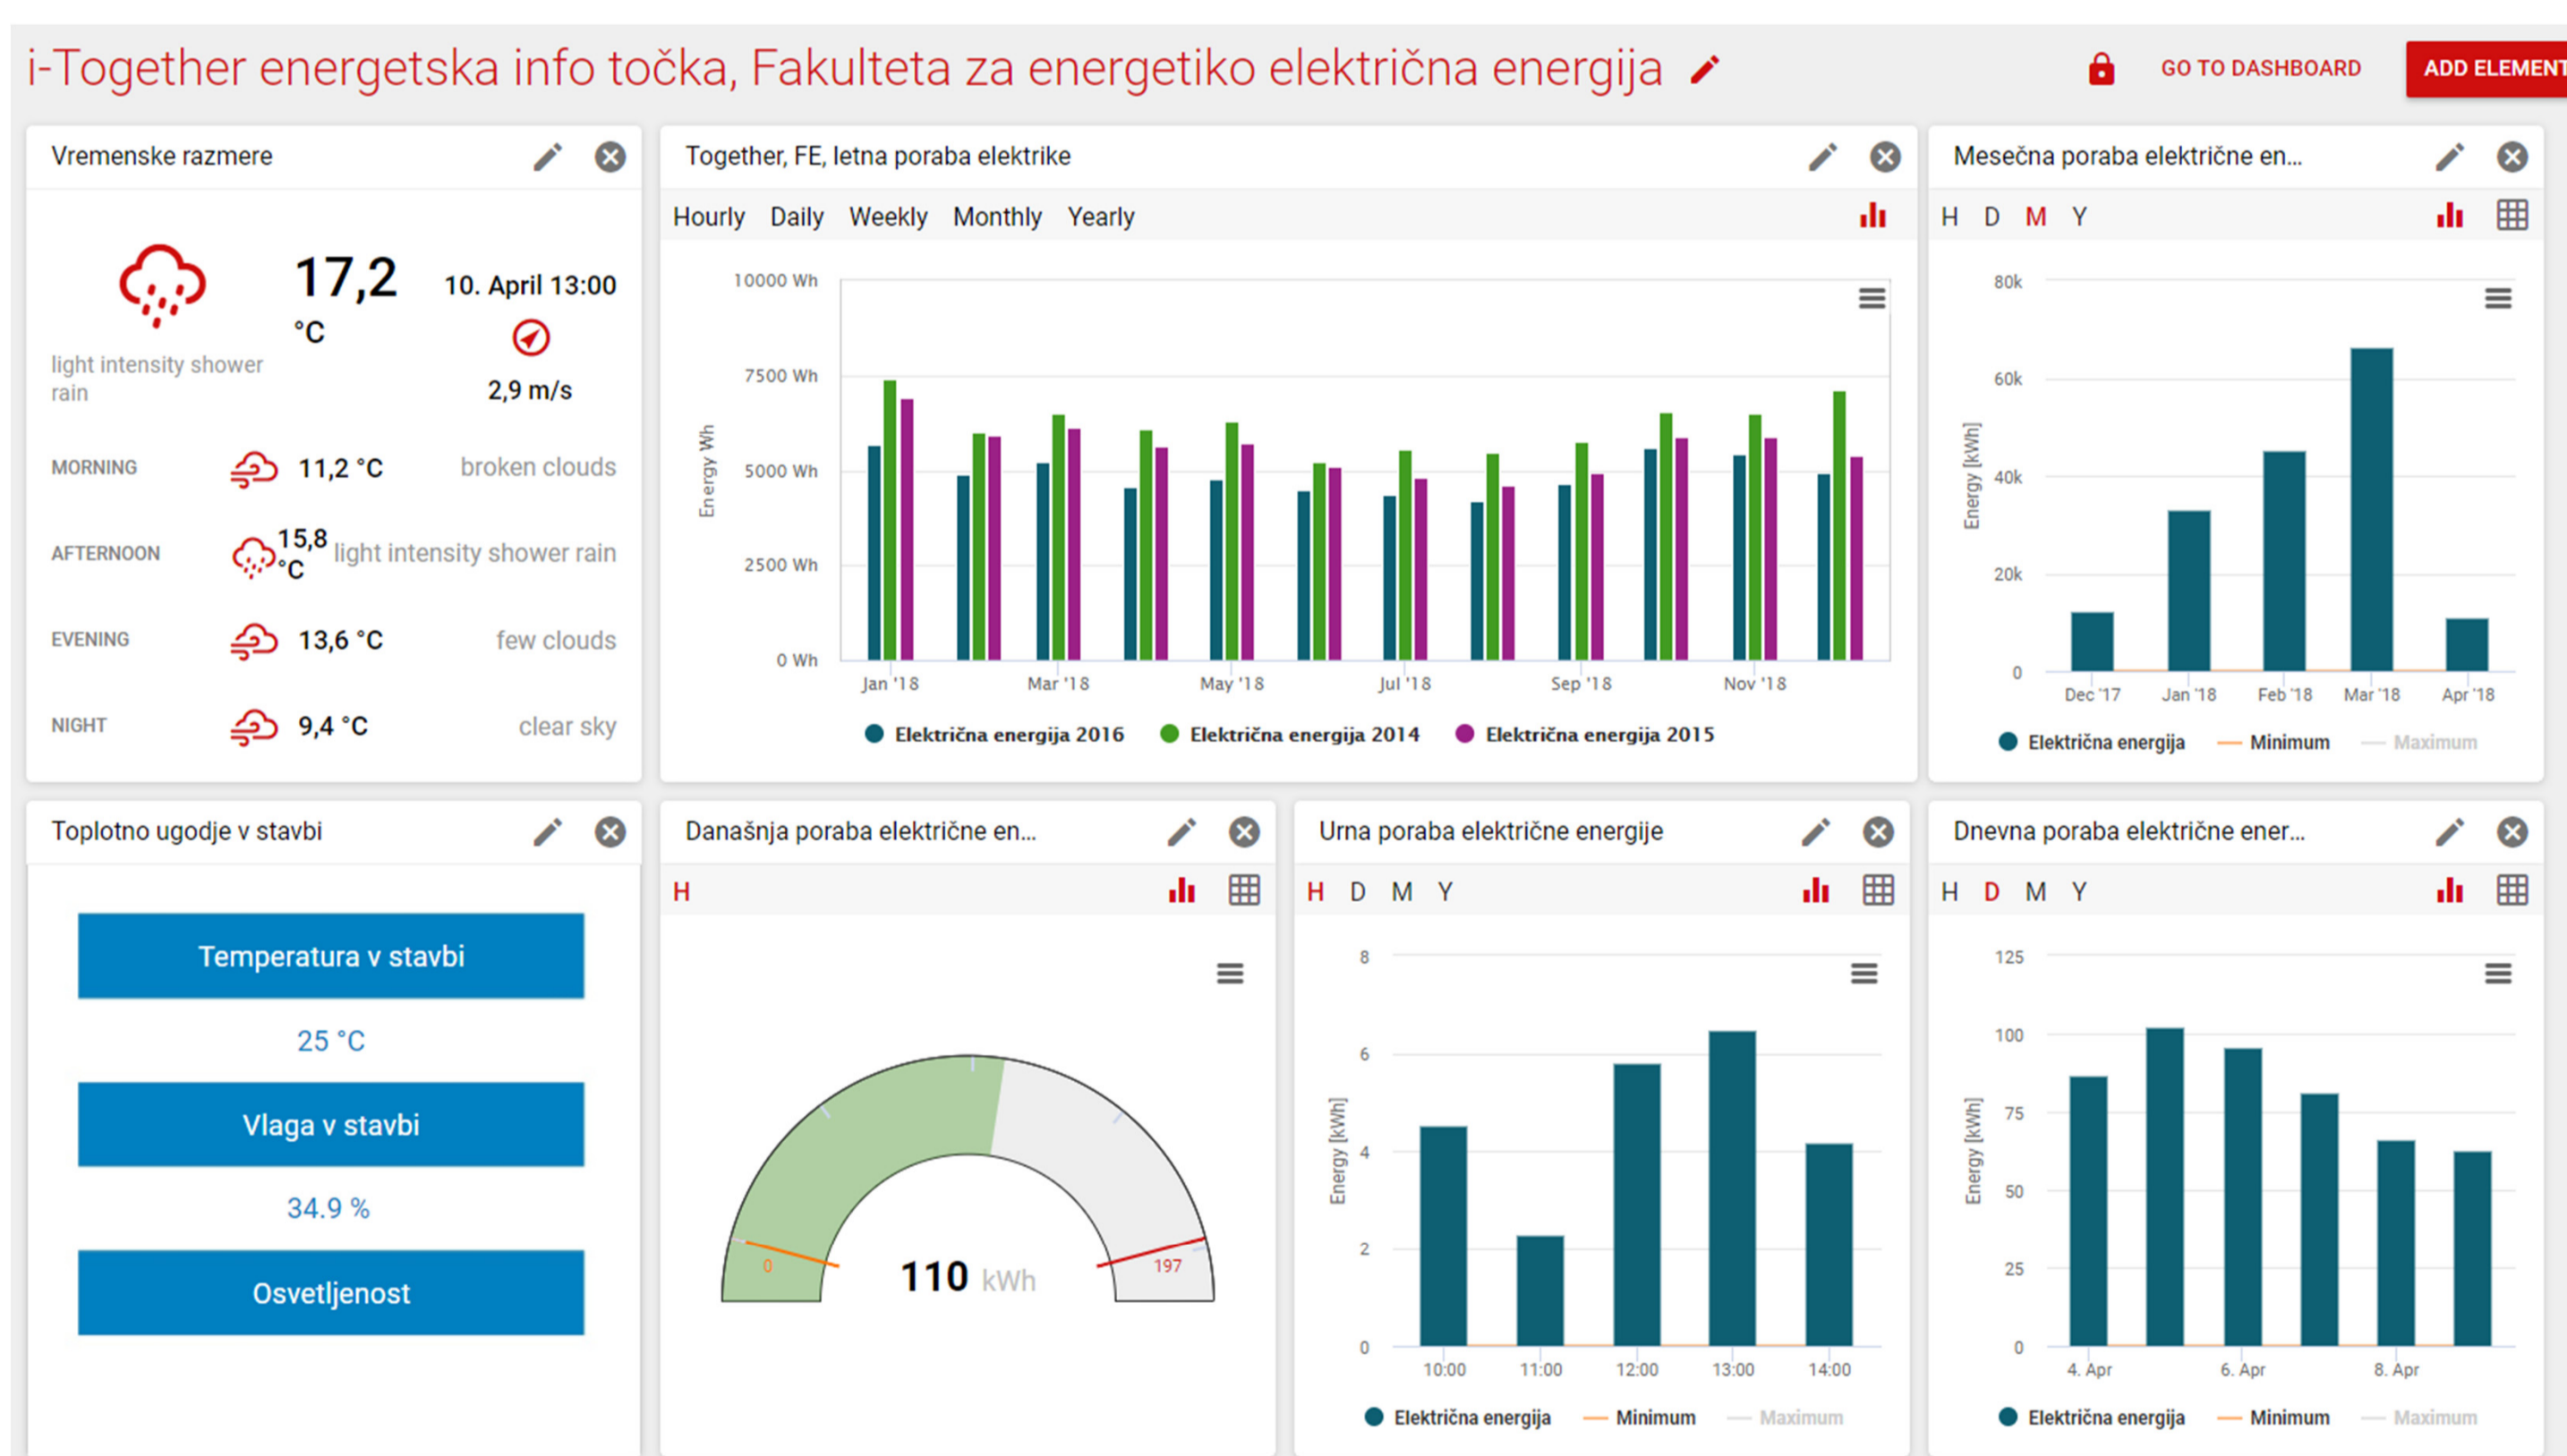 i-Together energetska info točka, Fakulteta za energetiko električna energija
GO TO DASHBOARD
ADD ELEMENT
Vremenske razmere
17,2
°C
10. April 13:00
light intensity shower
rain
2,9 m/s
MORNING 11,2 °C broken clouds
AFTERNOON 15,8 °C light intensity shower rain
EVENING 13,6 °C few clouds
NIGHT 9,4 °C clear sky
Together, FE, letna poraba elektrike
Hourly Daily Weekly Monthly Yearly
10000 Wh
7500 Wh
5000 Wh
2500 Wh
0 Wh
Energy Wh
Jan '18 Mar '18 May '18 Jul '18 Sep '18 Nov '18
Električna energija 2016 Električna energija 2014 Električna energija 2015
Mesečna poraba električne en...
H D M Y
80k
60k
40k
20k
0
Energy [kWh]
Dec '17 Jan '18 Feb '18 Mar '18 Apr '18
Električna energija Minimum Maximum
Toplotno ugodje v stavbi
Temperatura v stavbi
25 °C
Vlaga v stavbi
34.9 %
Osvetljenost
Današnja poraba električne en...
H
0
110 kWh
197
Urna poraba električne energije
H D M Y
8
6
4
2
0
Energy [kWh]
10:00 11:00 12:00 13:00 14:00
Električna energija Minimum Maximum
Dnevna poraba električne ener...
H D M Y
125
100
75
50
25
0
Energy [kWh]
4. Apr 6. Apr 8. Apr
Električna energija Minimum Maximum